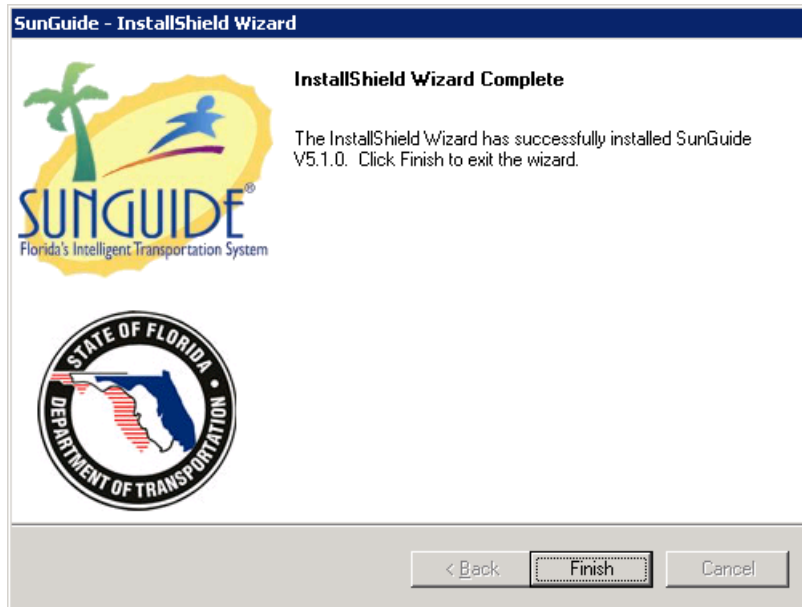 SunGuide - InstallShield Wizard
InstallShield Wizard Complete
The InstallShield Wizard has successfully installed SunGuide
V5.1.0. Click Finish to exit the wizard.
SUNGUIDE®
Florida's Intelligent Transportation System
STATE OF FLORIDA
DEPARTMENT OF TRANSPORTATION
< Back
Finish
Cancel